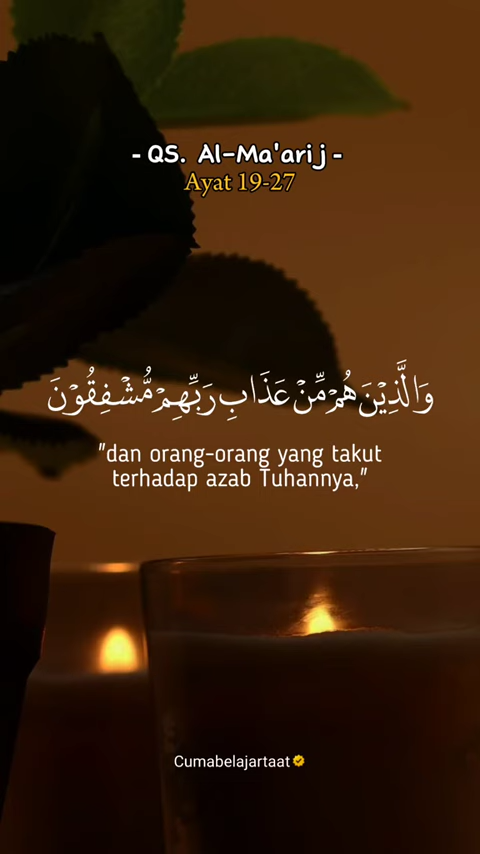 - QS. Al-Ma'arij -
Ayat 19-27
وَالَّذِيْنَ هُمْ مِّنْ عَذَابِ رَبِّهِمْ مُّشْفِقُوْنَ
"dan orang-orang yang takut
terhadap azab Tuhannya,"
Cumabelajartaat